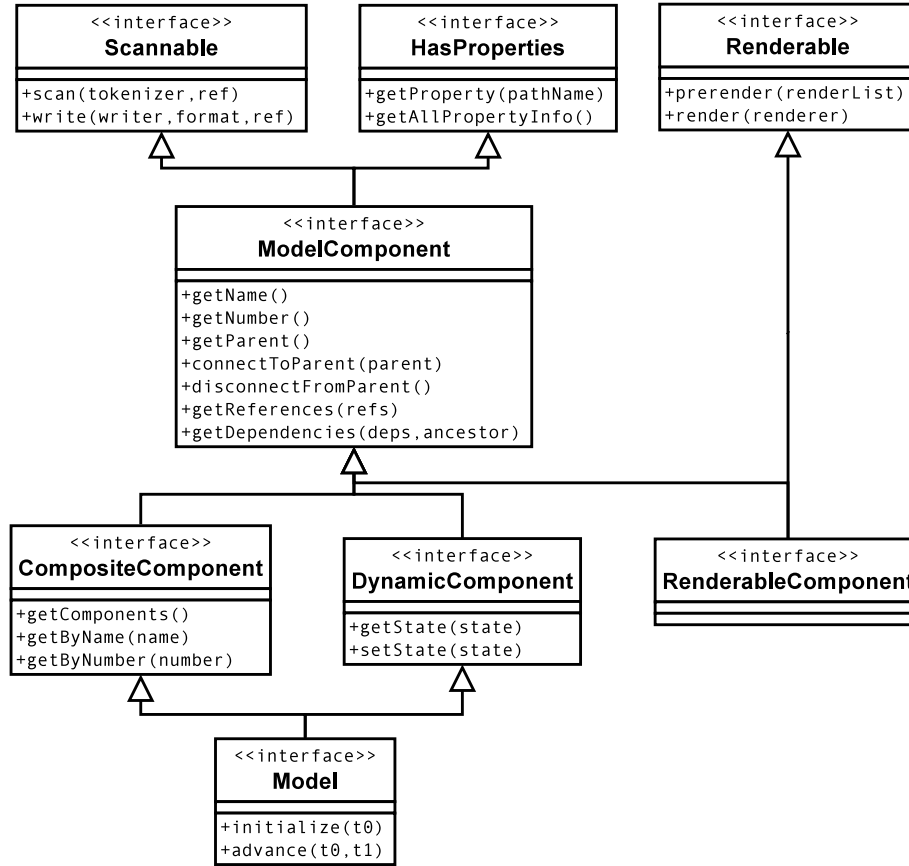 <<interface>>
Scannable
+scan(tokenizer,ref)
+write(writer,format,ref)
<<interface>>
HasProperties
+getProperty(pathName)
+getAllPropertyInfo()
<<interface>>
Renderable
+prerender(renderList)
+render(renderer)
<<interface>>
ModelComponent
+getName()
+getNumber()
+getParent()
+connectToParent(parent)
+disconnectFromParent()
+getReferences(refs)
+getDependencies(deps,ancestor)
<<interface>>
CompositeComponent
+getComponents()
+getByName(name)
+getByNumber(number)
<<interface>>
DynamicComponent
+getState(state)
+setState(state)
<<interface>>
RenderableComponent
<<interface>>
Model
+initialize(t0)
+advance(t0,t1)